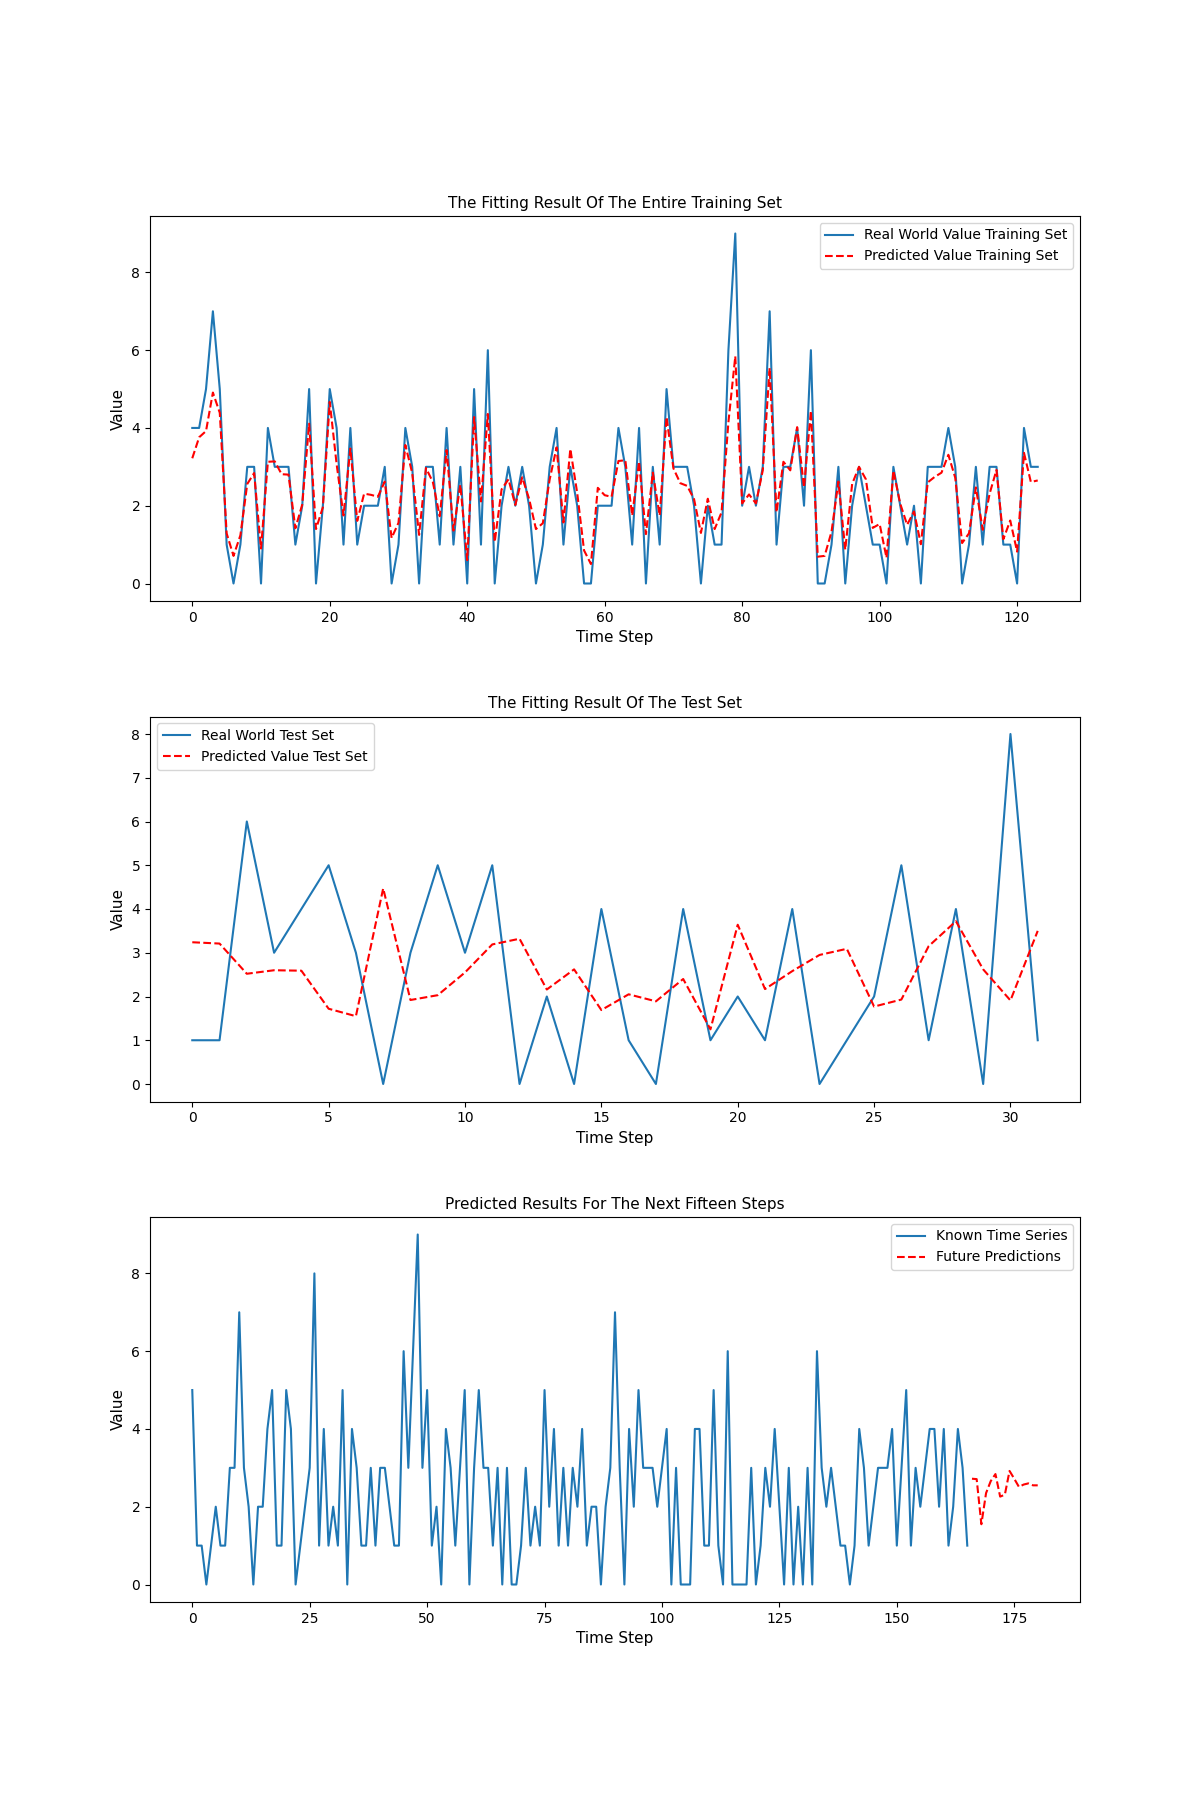 The Fitting Result Of The Entire Training Set
Real World Value Training Set
Predicted Value Training Set
Value
8
6
4
2
0
0 20 40 60 80 100 120
Time Step
The Fitting Result Of The Test Set
Real World Test Set
Predicted Value Test Set
Value
8
7
6
5
4
3
2
1
0
0 5 10 15 20 25 30
Time Step
Predicted Results For The Next Fifteen Steps
Known Time Series
Future Predictions
Value
8
6
4
2
0
0 25 50 75 100 125 150 175
Time Step